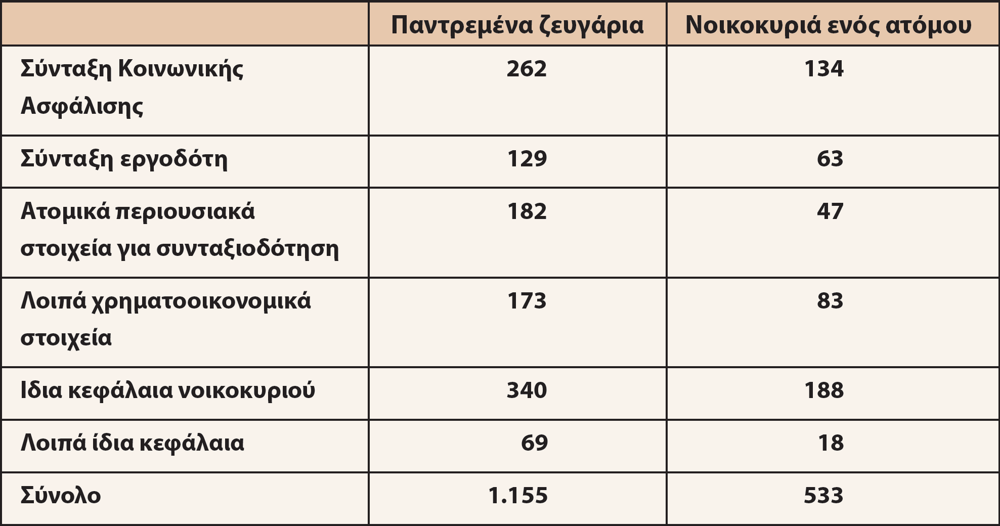 Παντρεμένα ζευγάρια Νοικοκυριά ενός ατόμου
Σύνταξη Κοινωνικής 262 134
Ασφάλισης
Σύνταξη εργοδότη 129 63
Ατομικά περιουσιακά 182 47
στοιχεία για συνταξιοδότηση
Λοιπά χρηματοοικονομικά 173 83
στοιχεία
Ιδια κεφάλαια νοικοκυριού 340 188
Λοιπά ίδια κεφάλαια 69 18
Σύνολο 1.155 533